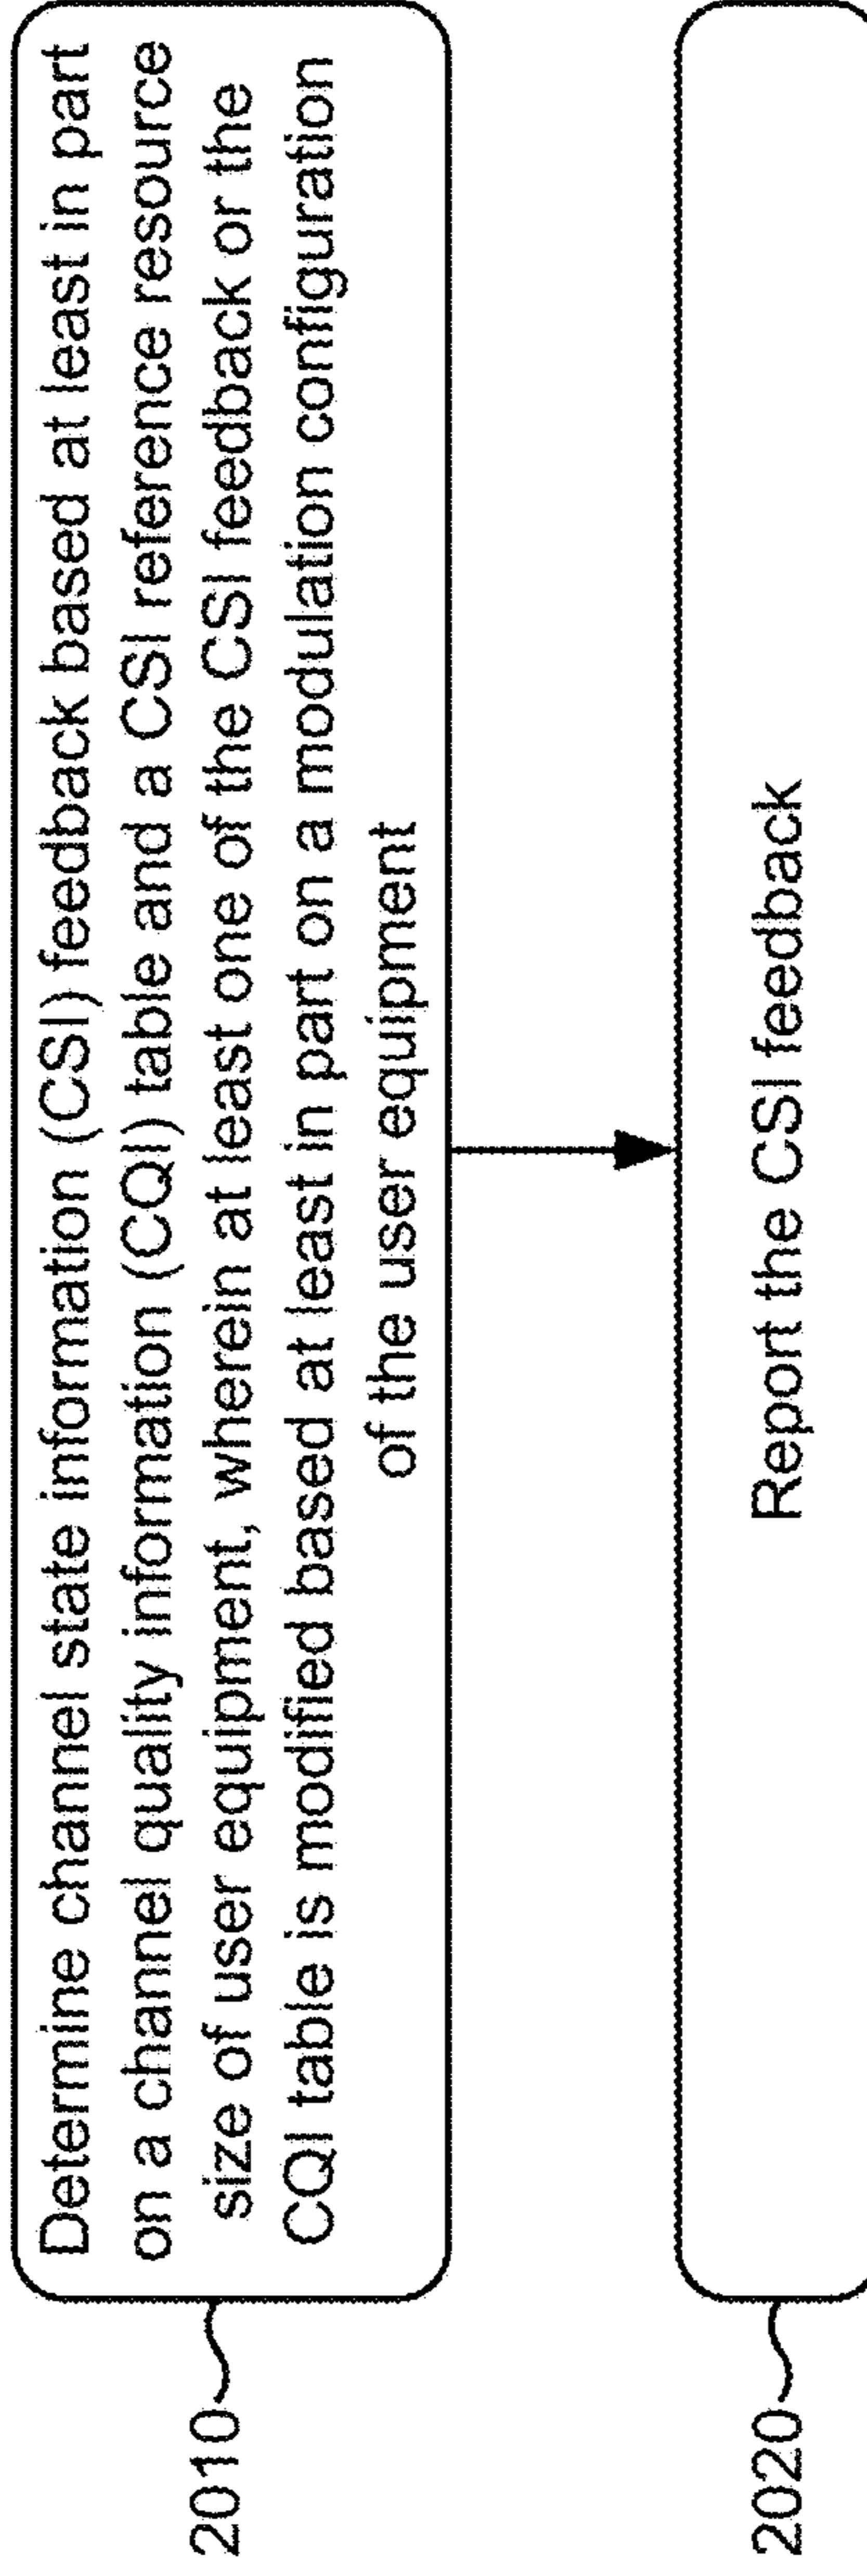 2010
Determine channel state information (CSI) feedback based at least in part
on a channel quality information (CQI) table and a CSI reference resource
size of user equipment, wherein at least one of the CSI feedback or the
CQI table is modified based at least in part on a modulation configuration
of the user equipment
2020
Report the CSI feedback